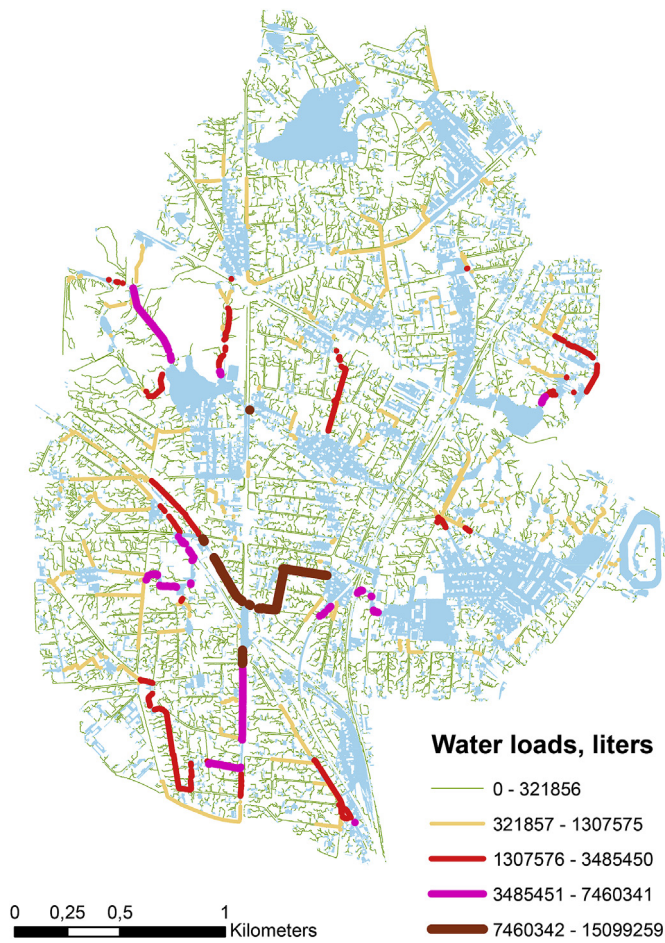 Water loads, liters
0 - 321856
321857 - 1307575
1307576 - 3485450
3485451 - 7460341
7460342 - 15099259
0 0,25 0,5 1
Kilometers